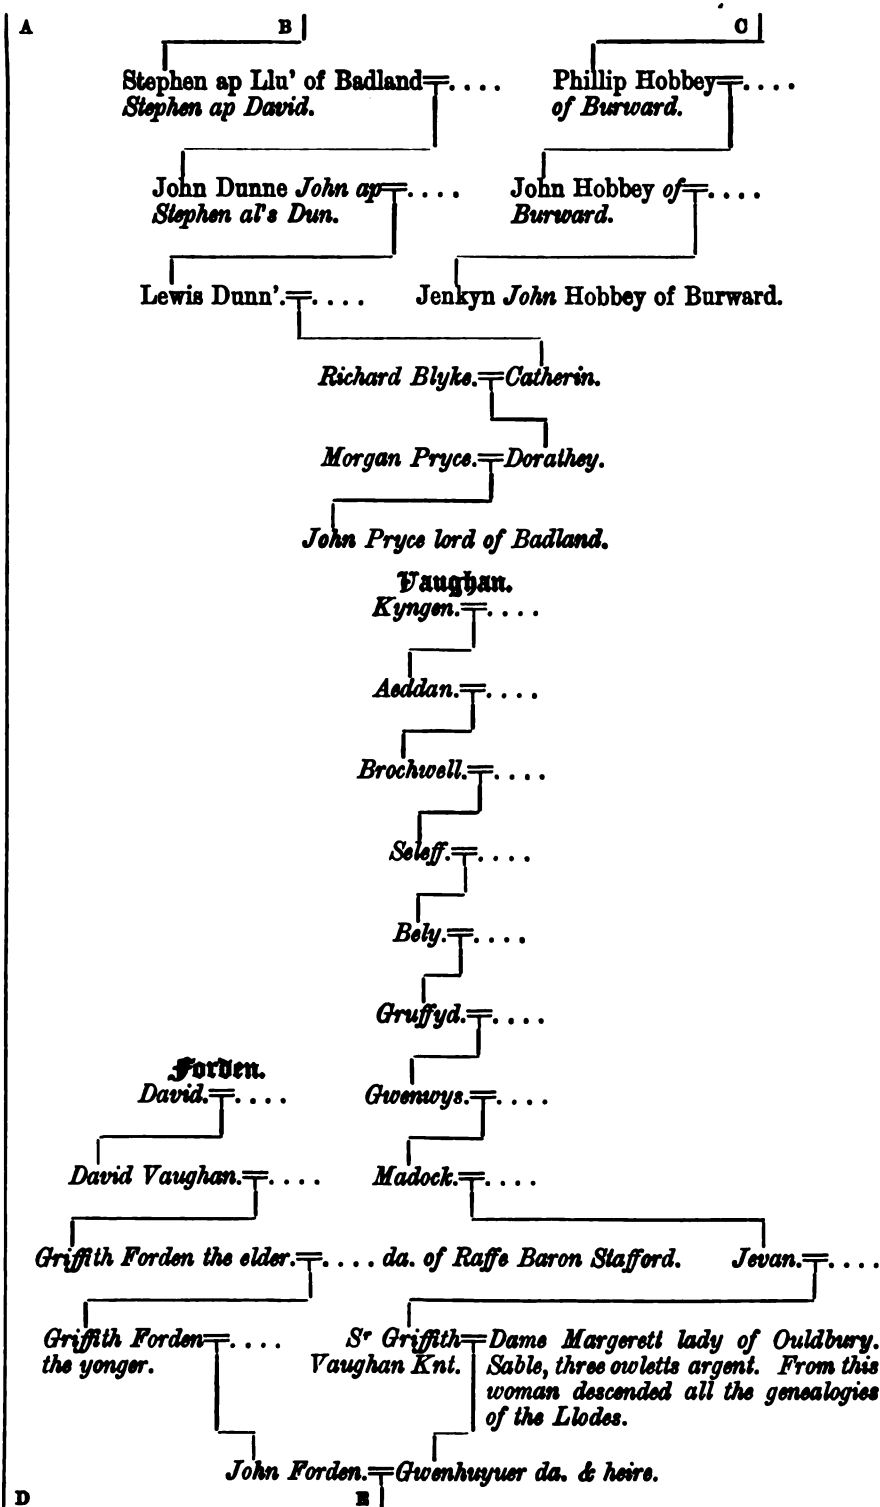 A B C
Stephen ap Llu' of Badland=. . . . Phillip Hobbey=. . . .
Stephen ap David. of Burward.
John Dunne John ap=. . . . John Hobbey of=. . . .
Stephen al's Dun. Burward.
Lewis Dunn'.=. . . . Jenkyn John Hobbey of Burward.
Richard Blyke.=Catherin.
Morgan Pryce.=Dorathey.
John Pryce lord of Badland.
Vaughan.
Kyngen.=. . . .
Aeddan.=. . . .
Brochwell.=. . . .
Seleff.=. . . .
Bely.=. . . .
Gruffyd.=. . . .
Forden.
David.=. . . . Gwenwys.=. . . .
David Vaughan.=. . . . Madock.=. . . .
Griffith Forden the elder.=. . . . da. of Raffe Baron Stafford. Jevan.=. . . .
Griffith Forden=. . . . Sr Griffith=Dame Margerett lady of Ouldbury.
the yonger. Vaughan Knt. Sable, three owletts argent. From this
woman descended all the genealogies
of the Llodes.
John Forden.=Gwenhuyuer da. & heire.
D E